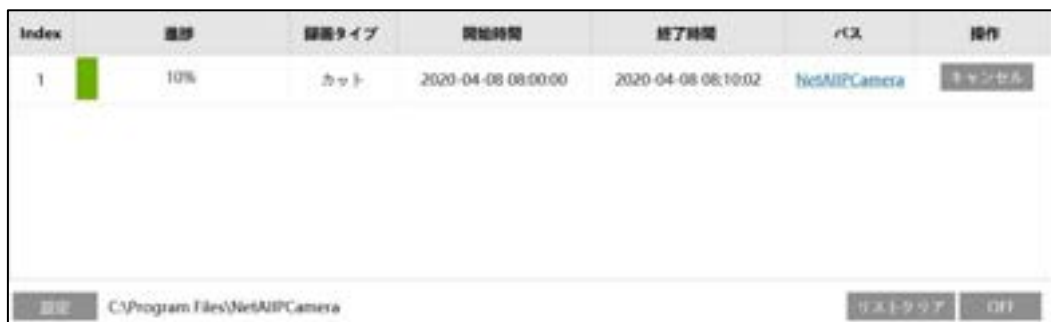 Index 進捗 録画タイプ 開始時間 終了時間 パス 操作
1 10% カット 2020-04-08 08:00:00 2020-04-08 08:10:02 NetAIIPCamera キャンセル
設定 C:\Program Files\NetAIIPCamera リストクリア OFF